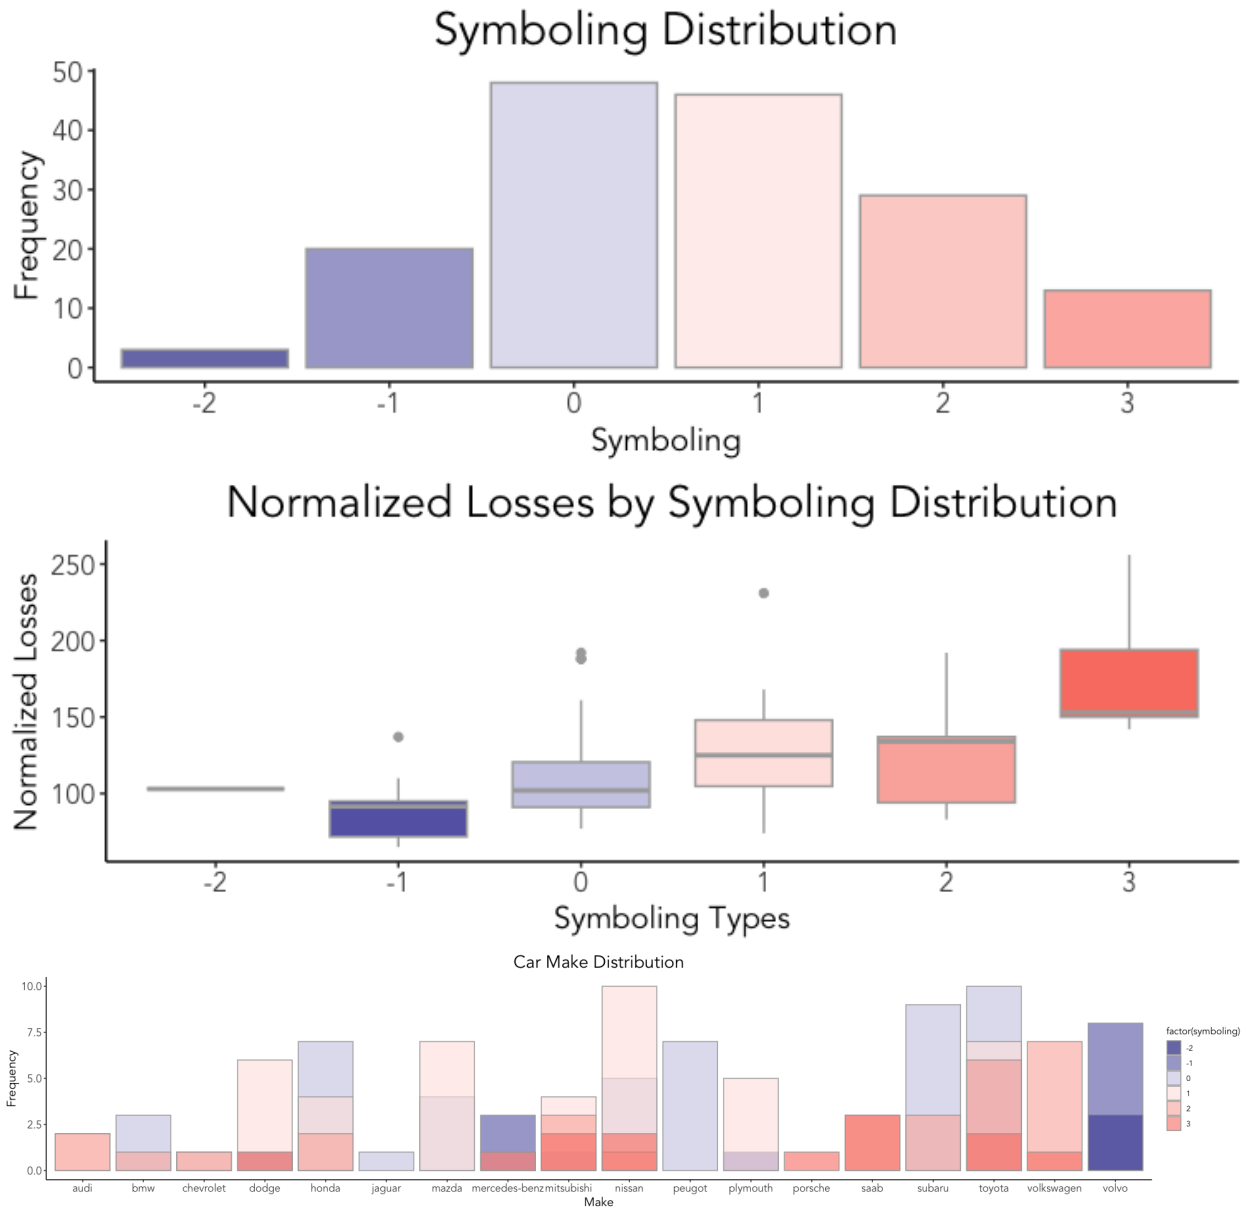 Symboling Distribution
50
40
30
20
10
0
Frequency
-2 -1 0 1 2 3
Symboling
Normalized Losses by Symboling Distribution
250
200
150
100
Normalized Losses
-2 -1 0 1 2 3
Symboling Types
Car Make Distribution
10.0
7.5
5.0
2.5
0.0
Frequency
audi bmw chevrolet dodge honda jaguar mazda mercedes-benz mitsubishi nissan peugot plymouth porsche saab subaru toyota volkswagen volvo
Make
factor(symboling)
-2
-1
0
1
2
3